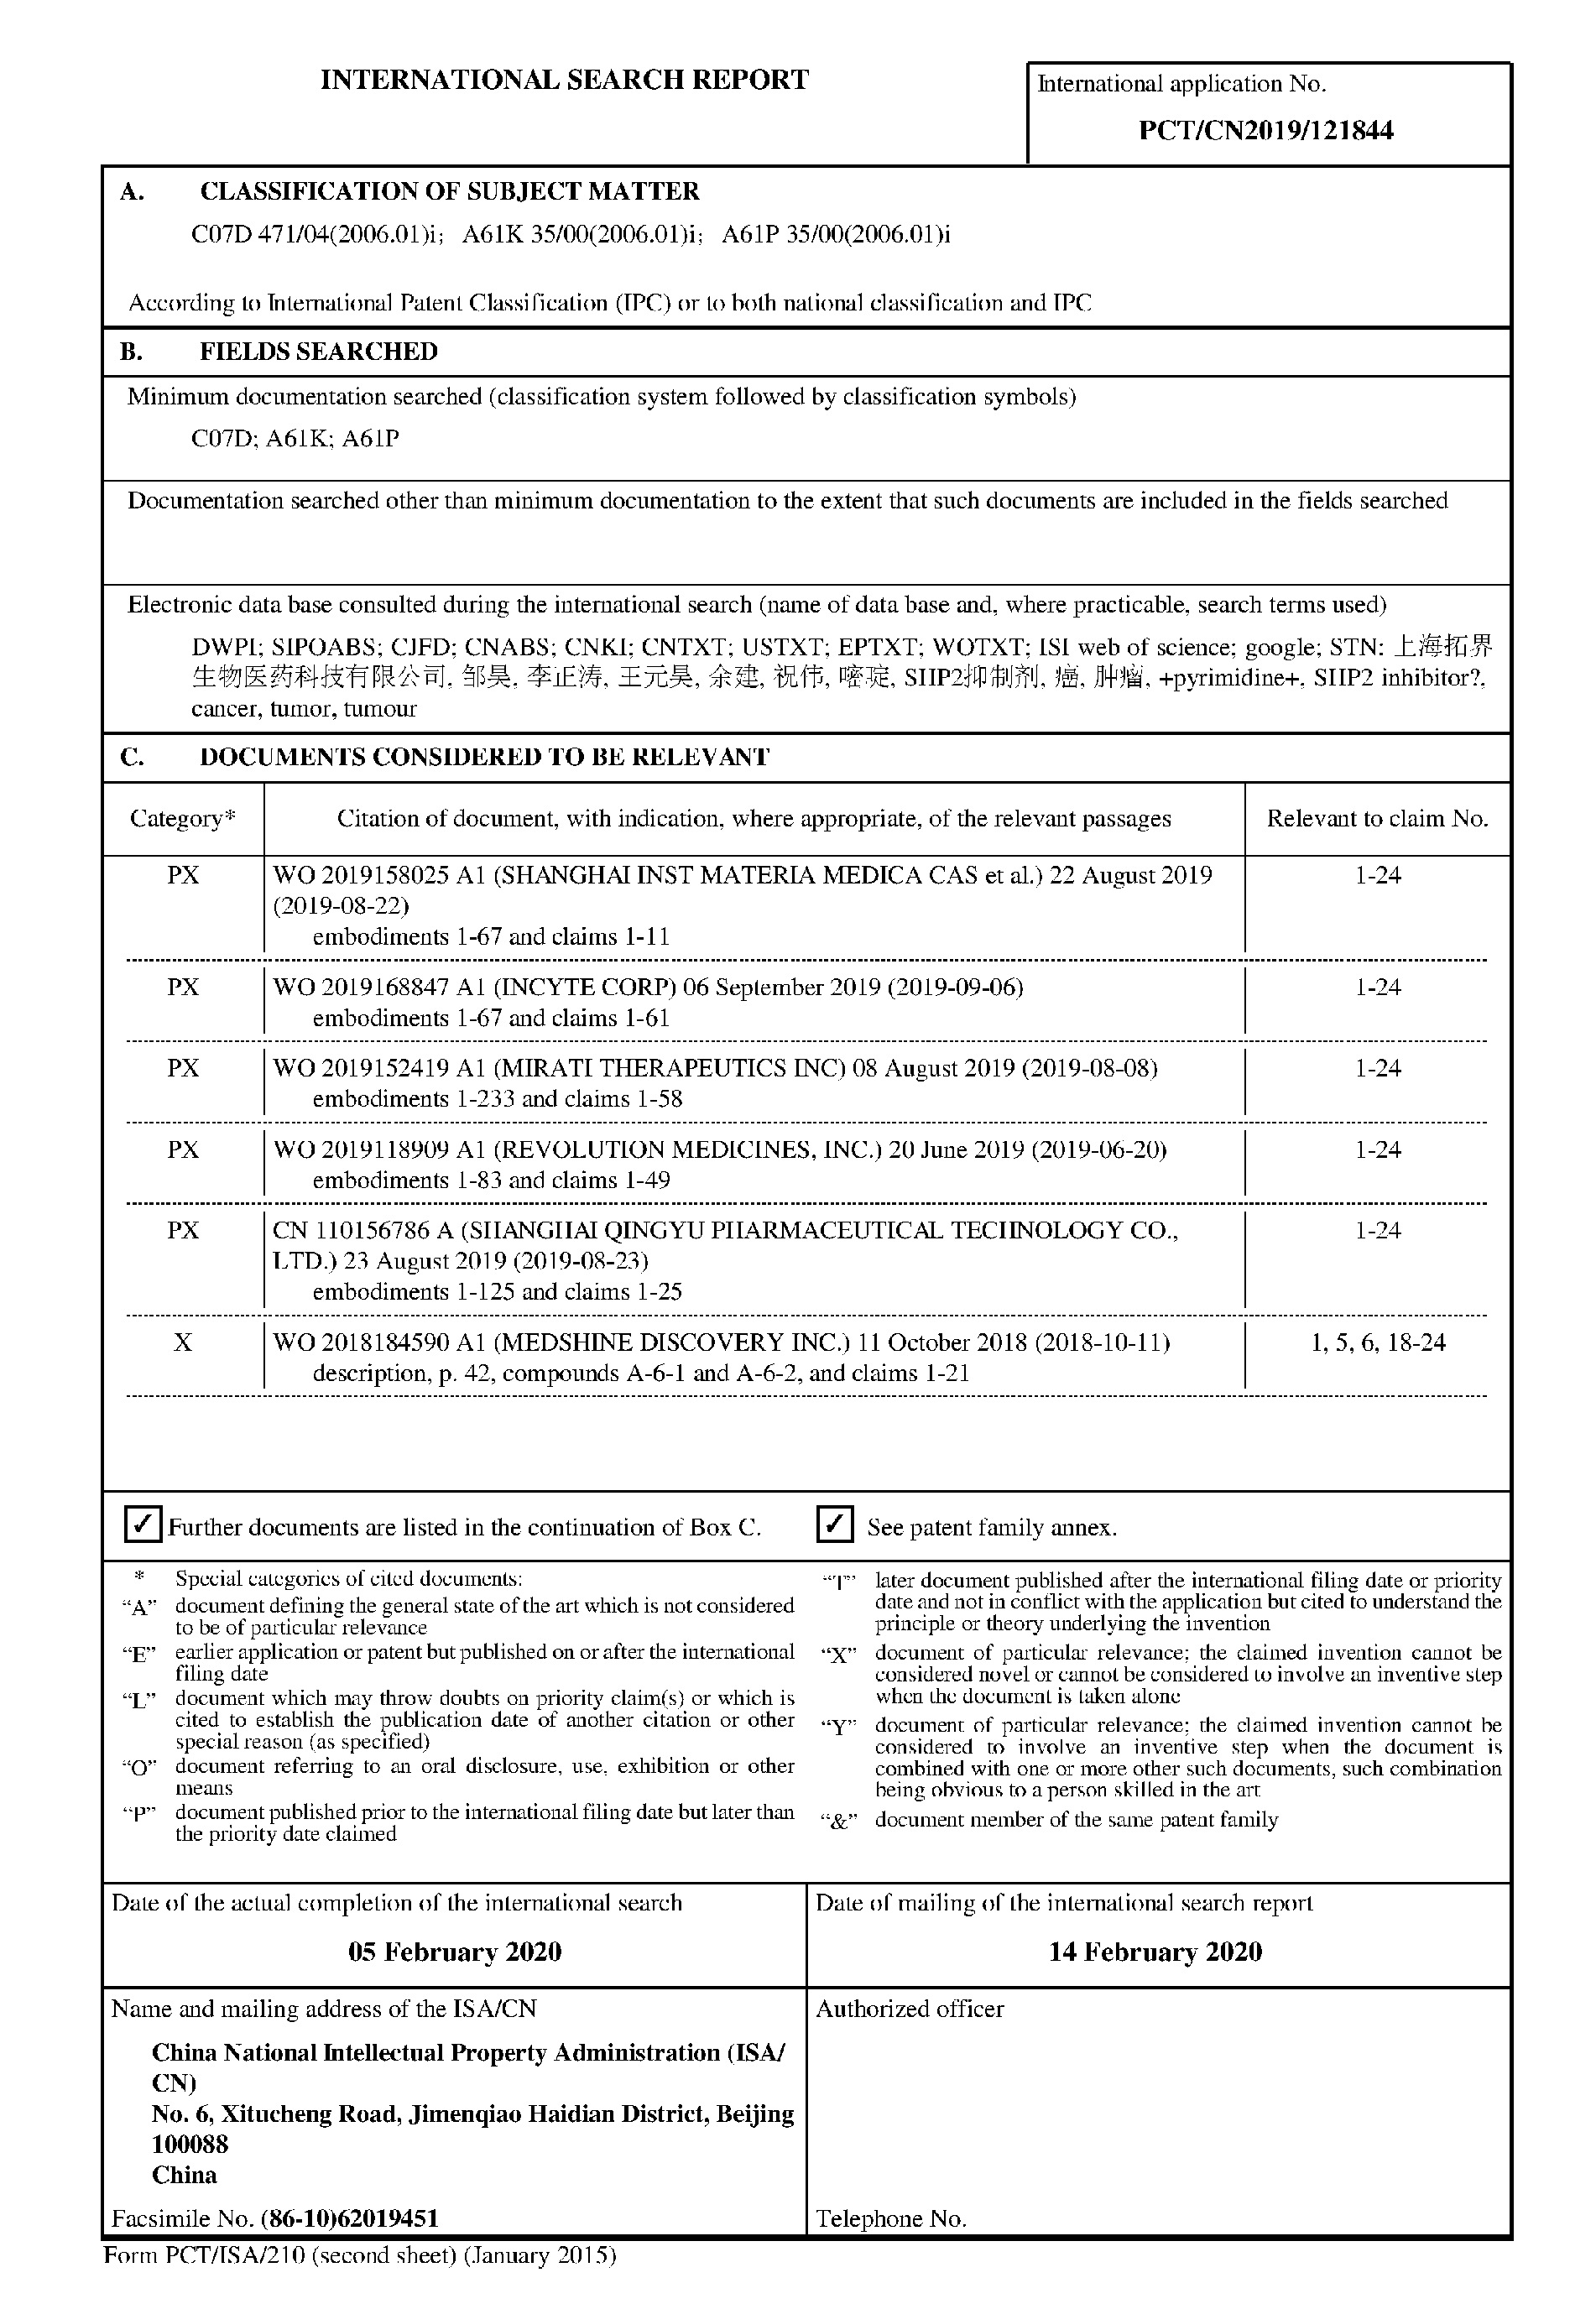 INTERNATIONAL SEARCH REPORT
International application No.
PCT/CN2019/121844
A. CLASSIFICATION OF SUBJECT MATTER
C07D 471/04(2006.01)i; A61K 35/00(2006.01)i; A61P 35/00(2006.01)i
According to International Patent Classification (IPC) or to both national classification and IPC
B. FIELDS SEARCHED
Minimum documentation searched (classification system followed by classification symbols)
C07D; A61K; A61P
Documentation searched other than minimum documentation to the extent that such documents are included in the fields searched
Electronic data base consulted during the international search (name of data base and, where practicable, search terms used)
DWPI; SIPOABS; CJFD; CNABS; CNKI; CNTXT; USTXT; EPTXT; WOTXT; ISI web of science; google; STN: 上海拓界
生物医药科技有限公司, 邹昊, 李正涛, 王元昊, 余建, 祝伟, 嘧啶, SHP2抑制剂, 癌, 肿瘤, +pyrimidine+, SHP2 inhibitor?,
cancer, tumor, tumour
C. DOCUMENTS CONSIDERED TO BE RELEVANT
Category* Citation of document, with indication, where appropriate, of the relevant passages Relevant to claim No.
PX WO 2019158025 A1 (SHANGHAI INST MATERIA MEDICA CAS et al.) 22 August 2019 1-24
(2019-08-22)
embodiments 1-67 and claims 1-11
PX WO 2019168847 A1 (INCYTE CORP) 06 September 2019 (2019-09-06) 1-24
embodiments 1-67 and claims 1-61
PX WO 2019152419 A1 (MIRATI THERAPEUTICS INC) 08 August 2019 (2019-08-08) 1-24
embodiments 1-233 and claims 1-58
PX WO 2019118909 A1 (REVOLUTION MEDICINES, INC.) 20 June 2019 (2019-06-20) 1-24
embodiments 1-83 and claims 1-49
PX CN 110156786 A (SHANGHAI QINGYU PHARMACEUTICAL TECHNOLOGY CO., 1-24
LTD.) 23 August 2019 (2019-08-23)
embodiments 1-125 and claims 1-25
X WO 2018184590 A1 (MEDSHINE DISCOVERY INC.) 11 October 2018 (2018-10-11) 1, 5, 6, 18-24
description, p. 42, compounds A-6-1 and A-6-2, and claims 1-21
✓ Further documents are listed in the continuation of Box C. ✓ See patent family annex.
* Special categories of cited documents:
“A” document defining the general state of the art which is not considered
to be of particular relevance
“E” earlier application or patent but published on or after the international
filing date
“L” document which may throw doubts on priority claim(s) or which is
cited to establish the publication date of another citation or other
special reason (as specified)
“O” document referring to an oral disclosure, use, exhibition or other
means
“P” document published prior to the international filing date but later than
the priority date claimed
“T” later document published after the international filing date or priority
date and not in conflict with the application but cited to understand the
principle or theory underlying the invention
“X” document of particular relevance; the claimed invention cannot be
considered novel or cannot be considered to involve an inventive step
when the document is taken alone
“Y” document of particular relevance; the claimed invention cannot be
considered to involve an inventive step when the document is
combined with one or more other such documents, such combination
being obvious to a person skilled in the art
“&” document member of the same patent family
Date of the actual completion of the international search
05 February 2020
Date of mailing of the international search report
14 February 2020
Name and mailing address of the ISA/CN
China National Intellectual Property Administration (ISA/
CN)
No. 6, Xitucheng Road, Jimenqiao Haidian District, Beijing
100088
China
Facsimile No. (86-10)62019451
Authorized officer
Telephone No.
Form PCT/ISA/210 (second sheet) (January 2015)